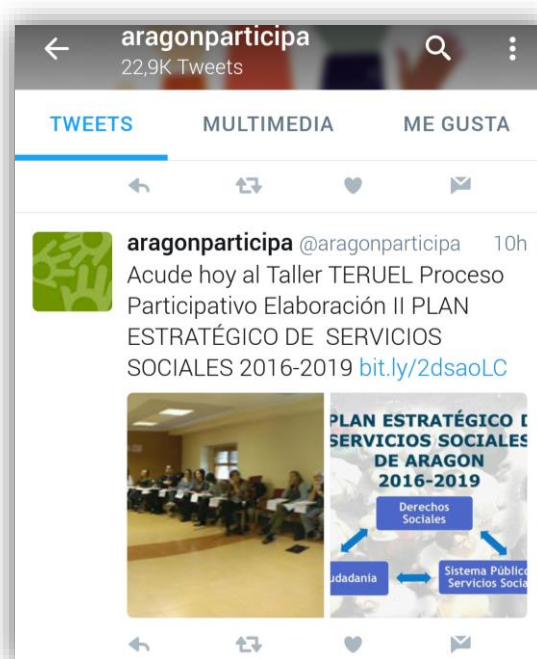 aragonparticipa
22,9K Tweets
TWEETS MULTIMEDIA ME GUSTA
aragonparticipa @aragonparticipa 10h
Acude hoy al Taller TERUEL Proceso
Participativo Elaboración II PLAN
ESTRATÉGICO DE SERVICIOS
SOCIALES 2016-2019 bit.ly/2dsaoLC
PLAN ESTRATÉGICO D
SERVICIOS SOCIALES
DE ARAGON
2016-2019
Derechos
Sociales
udadanía
Sistema Público
Servicios Socia